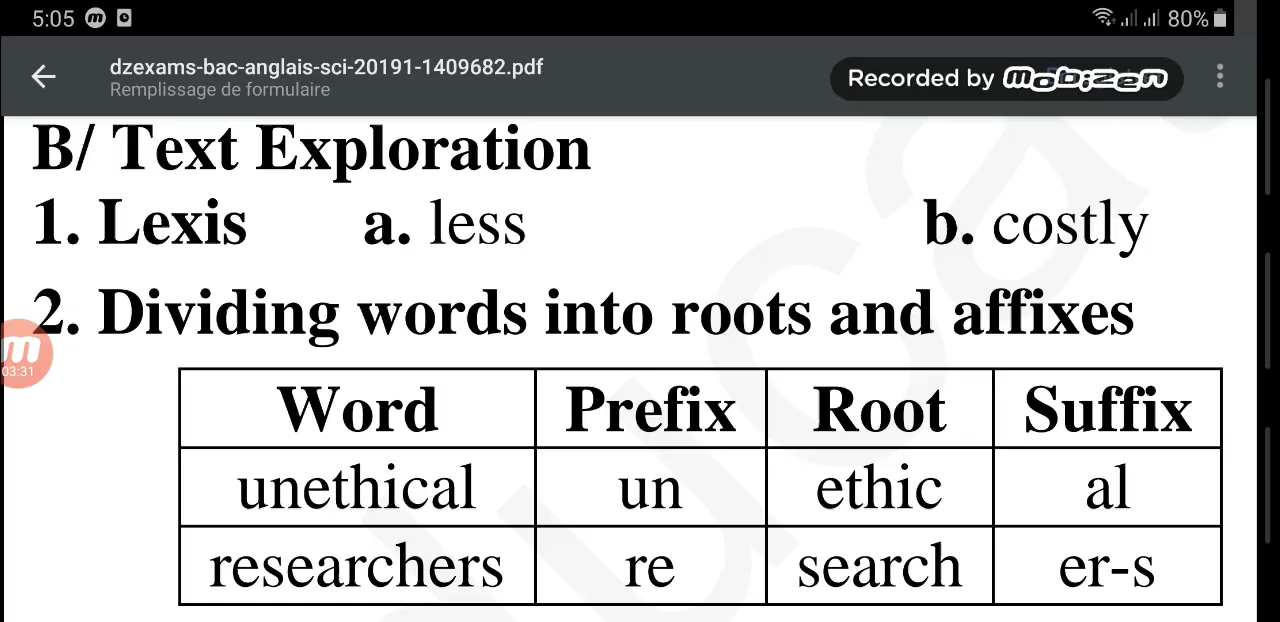 5:05 m 80%
dzexams-bac-anglais-sci-20191-1409682.pdf
Remplissage de formulaire
Recorded by mobizen
B/ Text Exploration
1. Lexis a. less b. costly
2. Dividing words into roots and affixes
m
03:31
Word Prefix Root Suffix
unethical un ethic al
researchers re search er-s